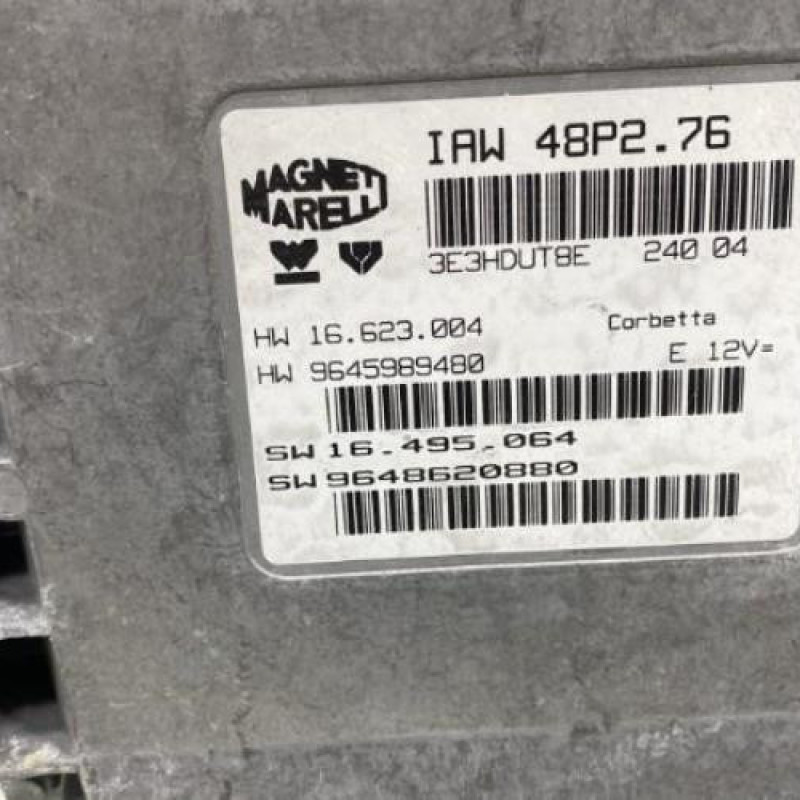 IAW 48P2.76
MAGNETI
MARELLI
3E3HDUT8E 240 04
HW 16.623.004 Corbetta
HW 9645989480 E 12V=
SW 16.495.064
SW 9648620880